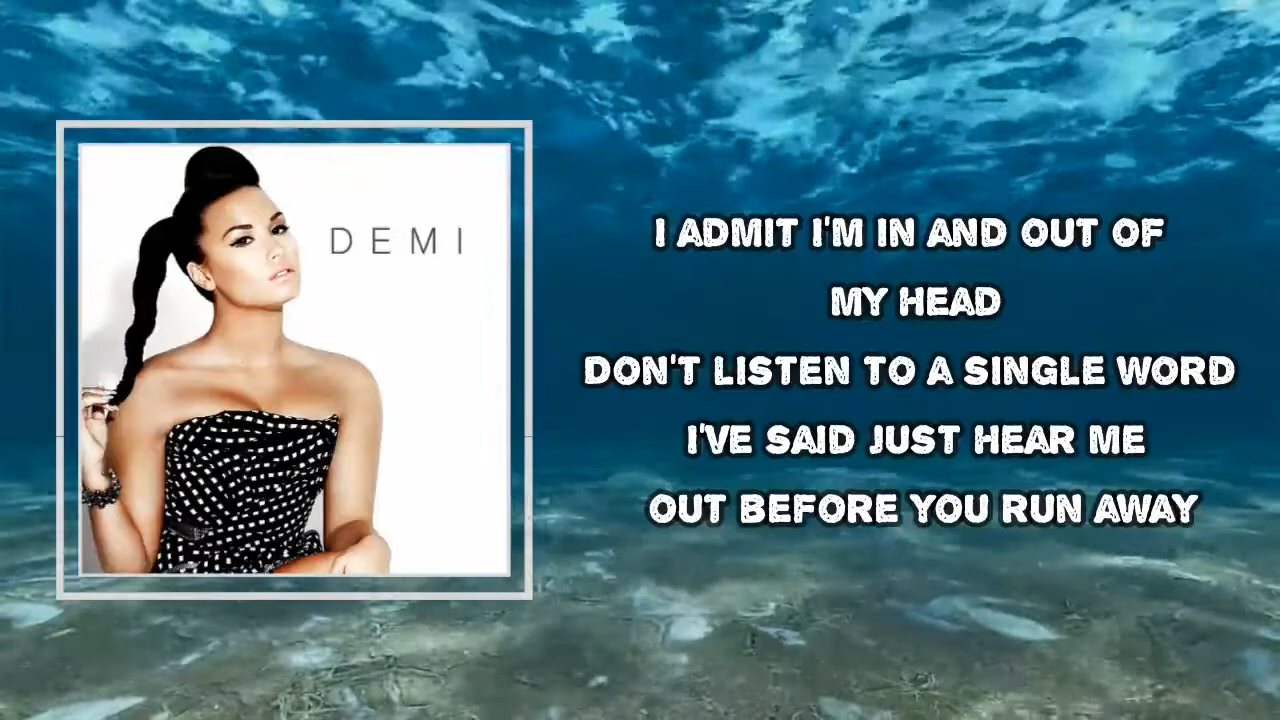 DEMI
I ADMIT I'M IN AND OUT OF
MY HEAD
DON'T LISTEN TO A SINGLE WORD
I'VE SAID JUST HEAR ME
OUT BEFORE YOU RUN AWAY